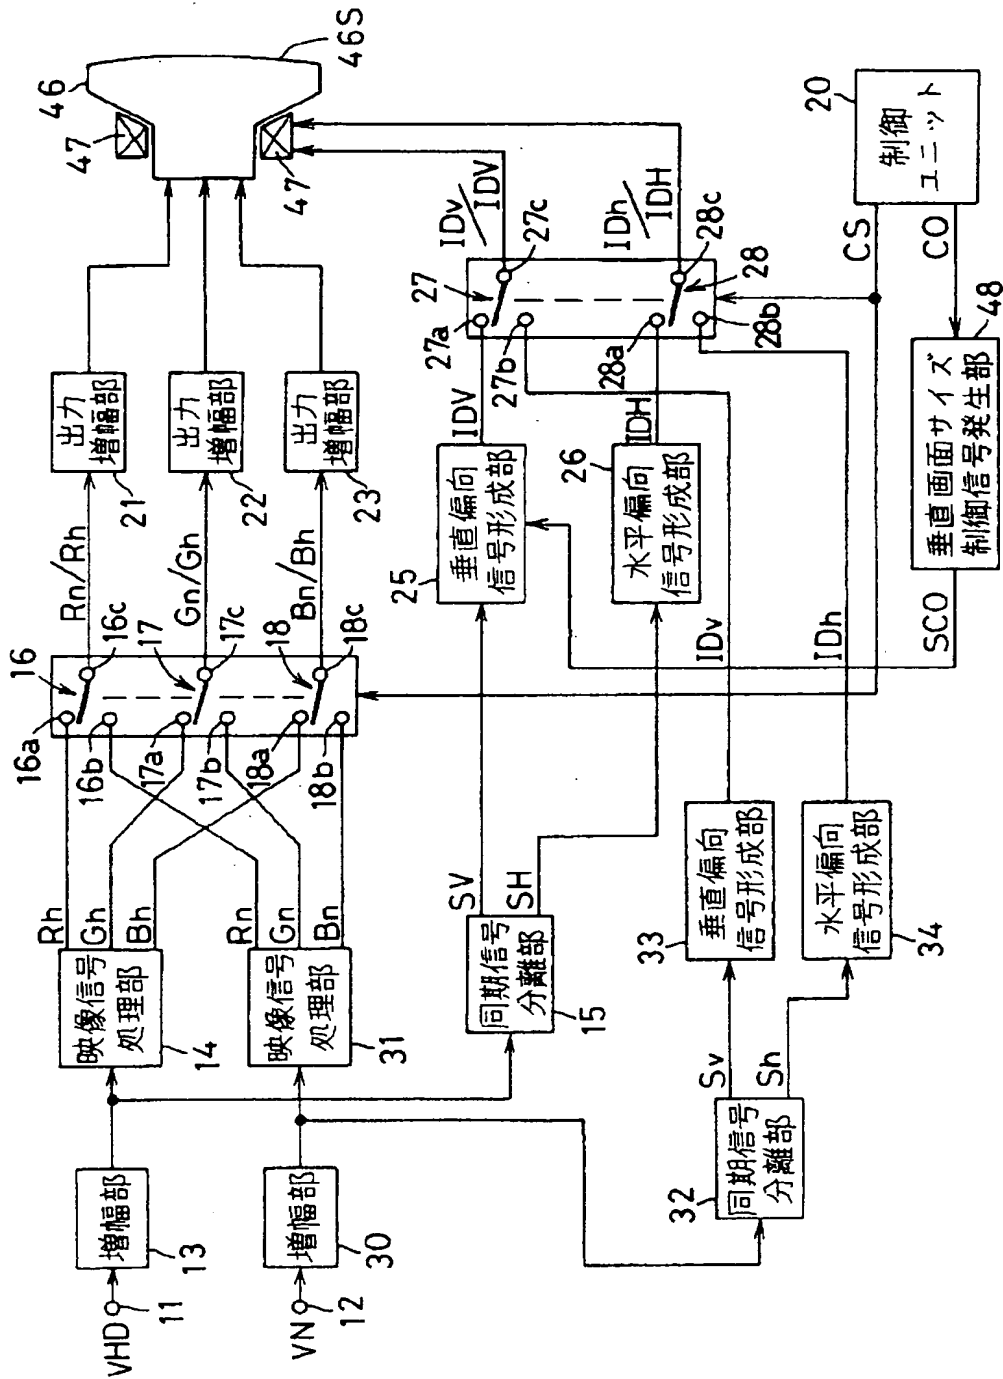 VHD
11
増幅部
13
映像信号
処理部
14
Rh
Gh
Bh
VN
12
増幅部
30
映像信号
処理部
31
Rn
Gn
Bn
16
16a
16b
16c
17
17a
17b
17c
18
18a
18b
18c
Rn/Rh
Gn/Gh
Bn/Bh
出力
増幅部
21
出力
増幅部
22
出力
増幅部
23
46
46S
47
47
同期信号
分離部
15
SV
SH
垂直偏向
信号形成部
25
IDV
水平偏向
信号形成部
26
IDH
27
27a
27b
27c
28
28a
28b
28c
IDv/IDV
IDh/IDH
同期信号
分離部
32
Sv
Sh
垂直偏向
信号形成部
33
IDv
水平偏向
信号形成部
34
IDh
制御
ユニット
20
CS
CO
垂直画面サイズ
制御信号発生部
48
SCO